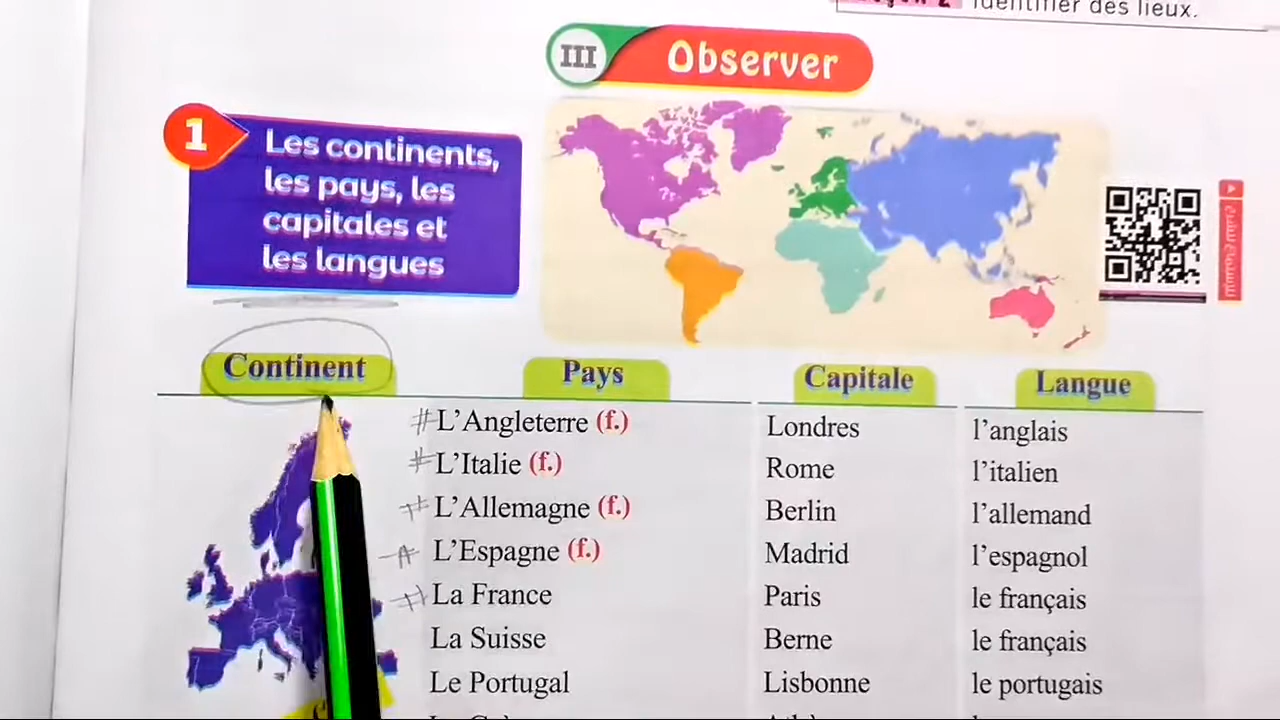 identifier des lieux.
III Observer
1
Les continents,
les pays, les
capitales et
les langues
Continent Pays Capitale Langue
L'Angleterre (f.) Londres l'anglais
L'Italie (f.) Rome l'italien
L'Allemagne (f.) Berlin l'allemand
L'Espagne (f.) Madrid l'espagnol
La France Paris le français
La Suisse Berne le français
Le Portugal Lisbonne le portugais